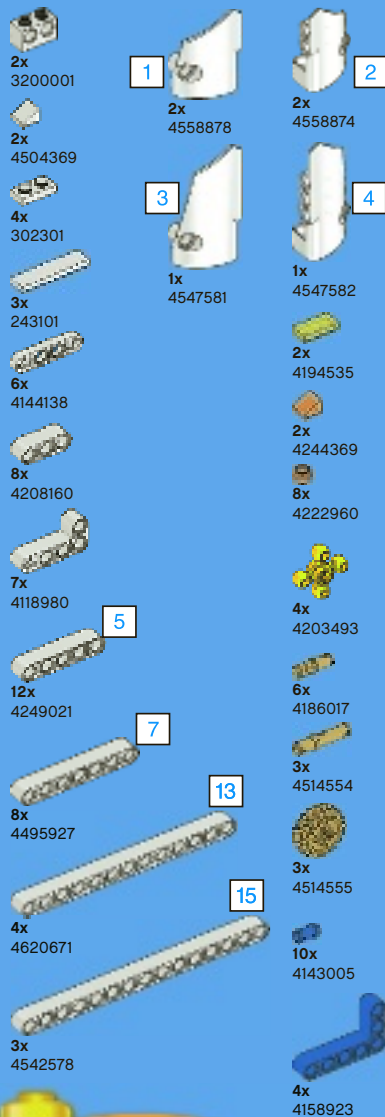 2x
3200001
2x
4504369
4x
302301
3x
243101
6x
4144138
8x
4208160
7x
4118980
5
12x
4249021
7
8x
4495927
13
4x
4620671
15
3x
4542578
1
2x
4558878
3
1x
4547581
2
2x
4558874
4
1x
4547582
2x
4194535
2x
4244369
8x
4222960
4x
4203493
6x
4186017
3x
4514554
3x
4514555
10x
4143005
4x
4158923